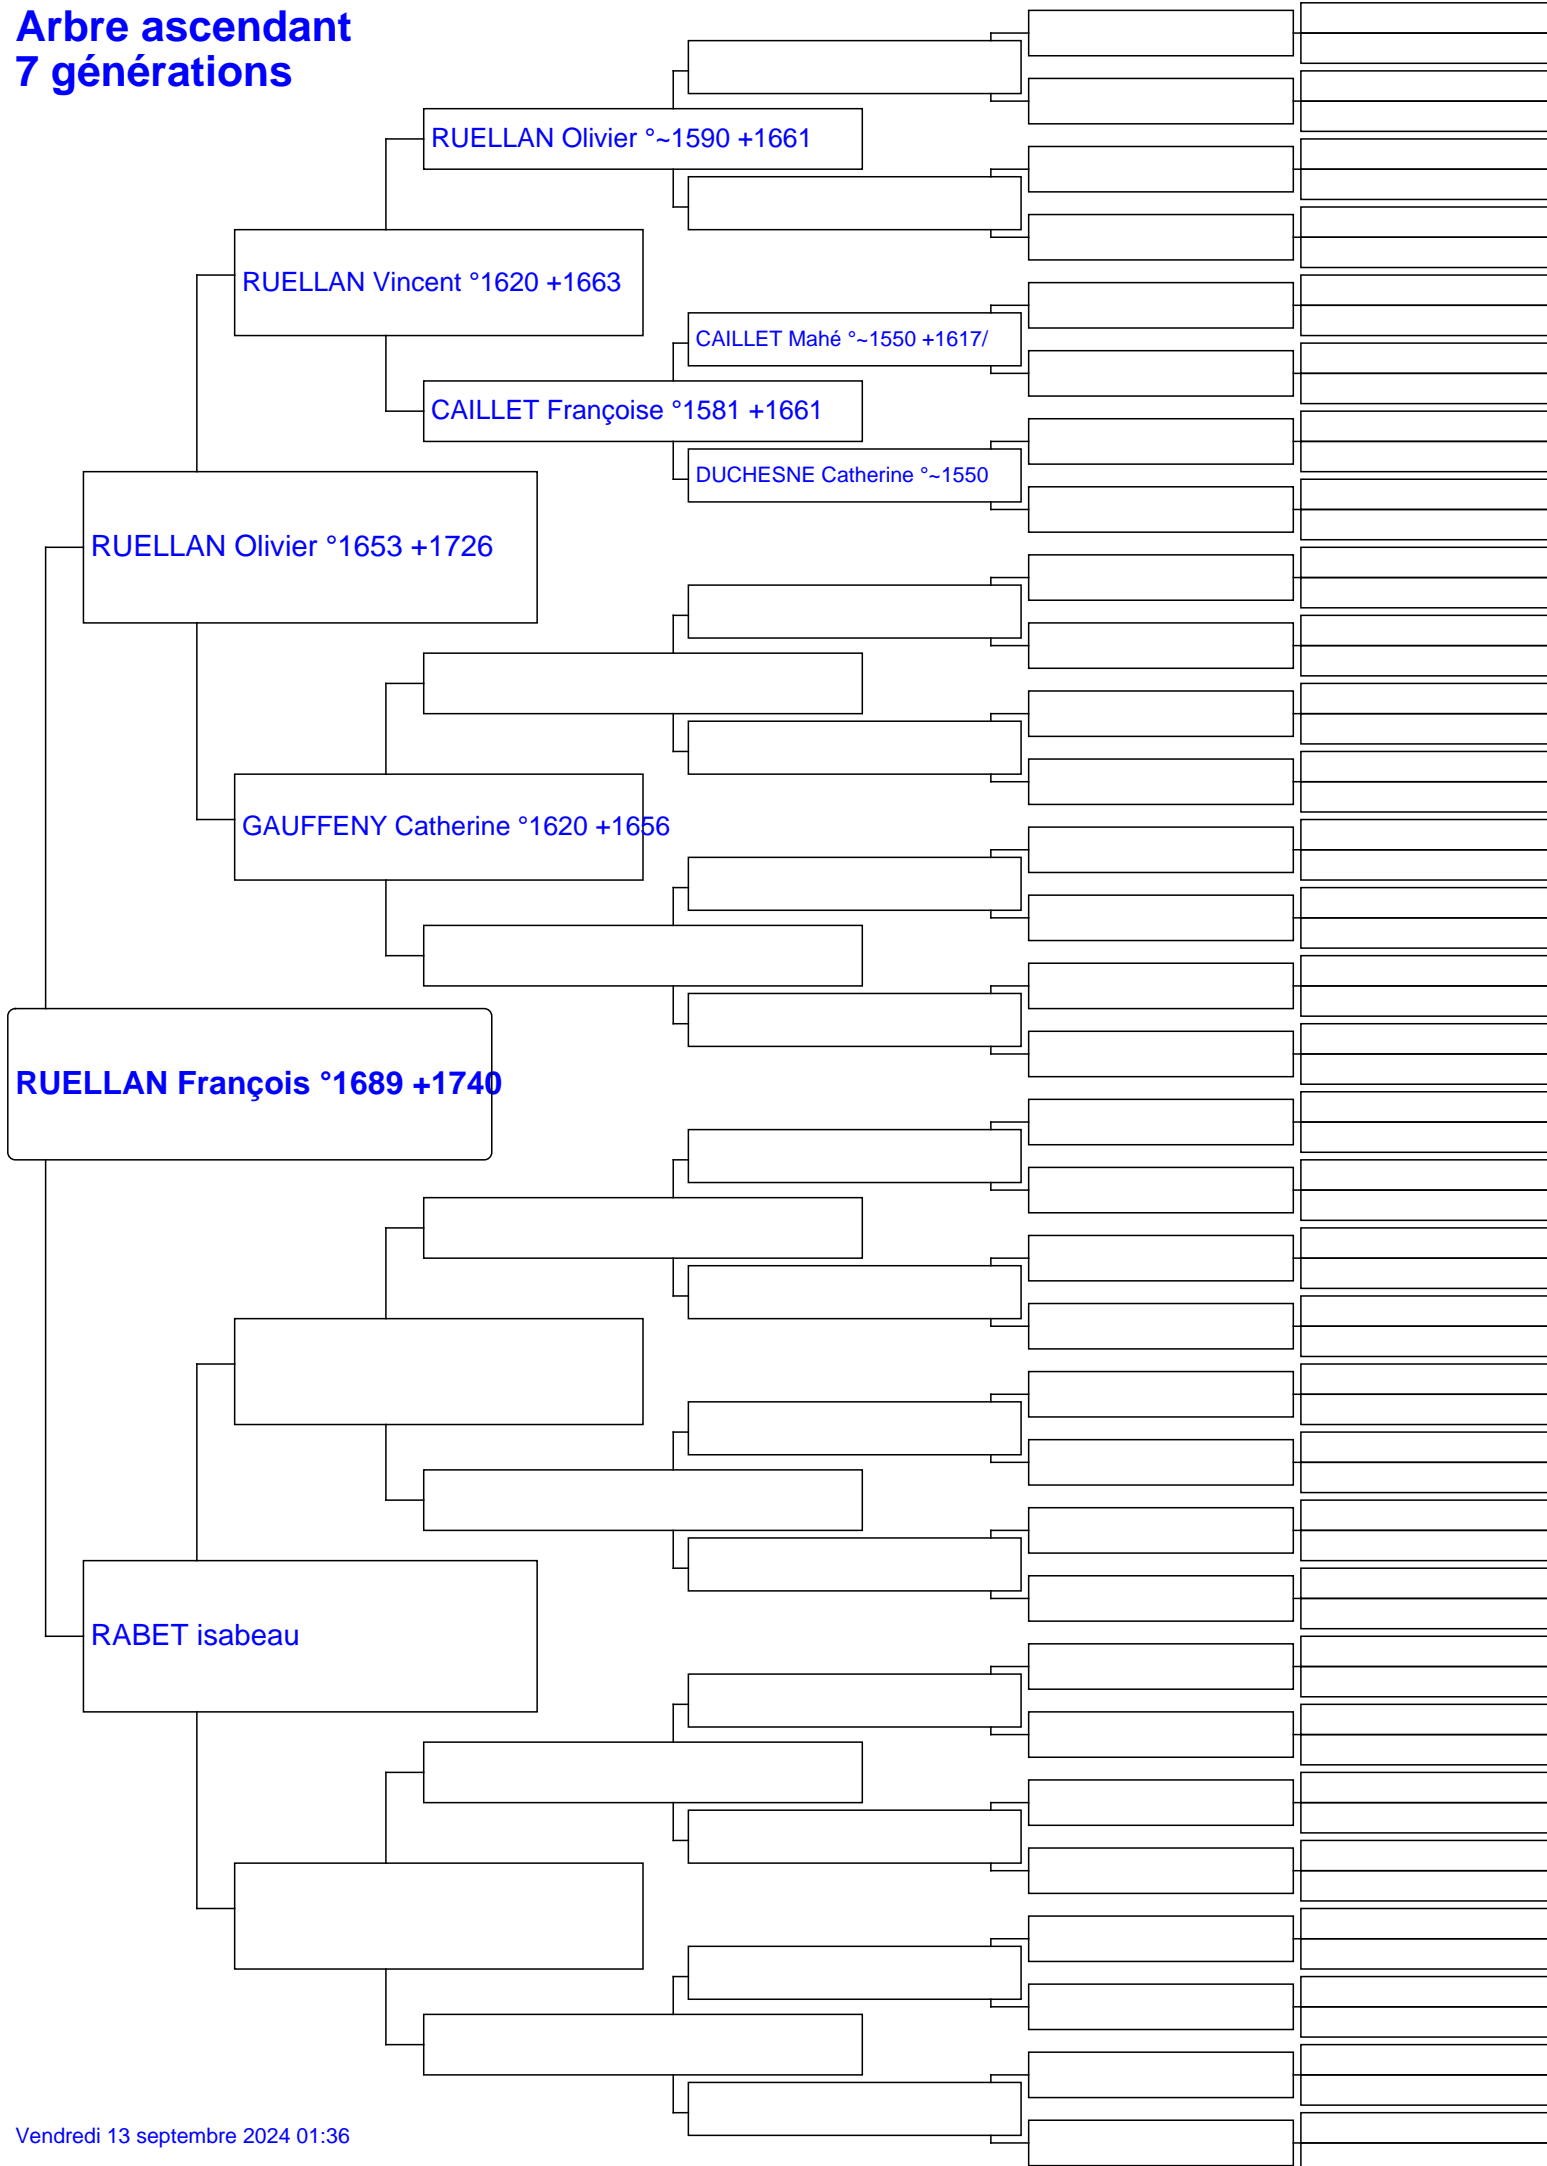 Arbre ascendant
7 générations
RUELLAN Olivier °~1590 +1661
RUELLAN Vincent °1620 +1663
CAILLET Mahé °~1550 +1617/
CAILLET Françoise °1581 +1661
DUCHESNE Catherine °~1550
RUELLAN Olivier °1653 +1726
GAUFFENY Catherine °1620 +1656
RUELLAN François °1689 +1740
RABET isabeau
Vendredi 13 septembre 2024 01:36